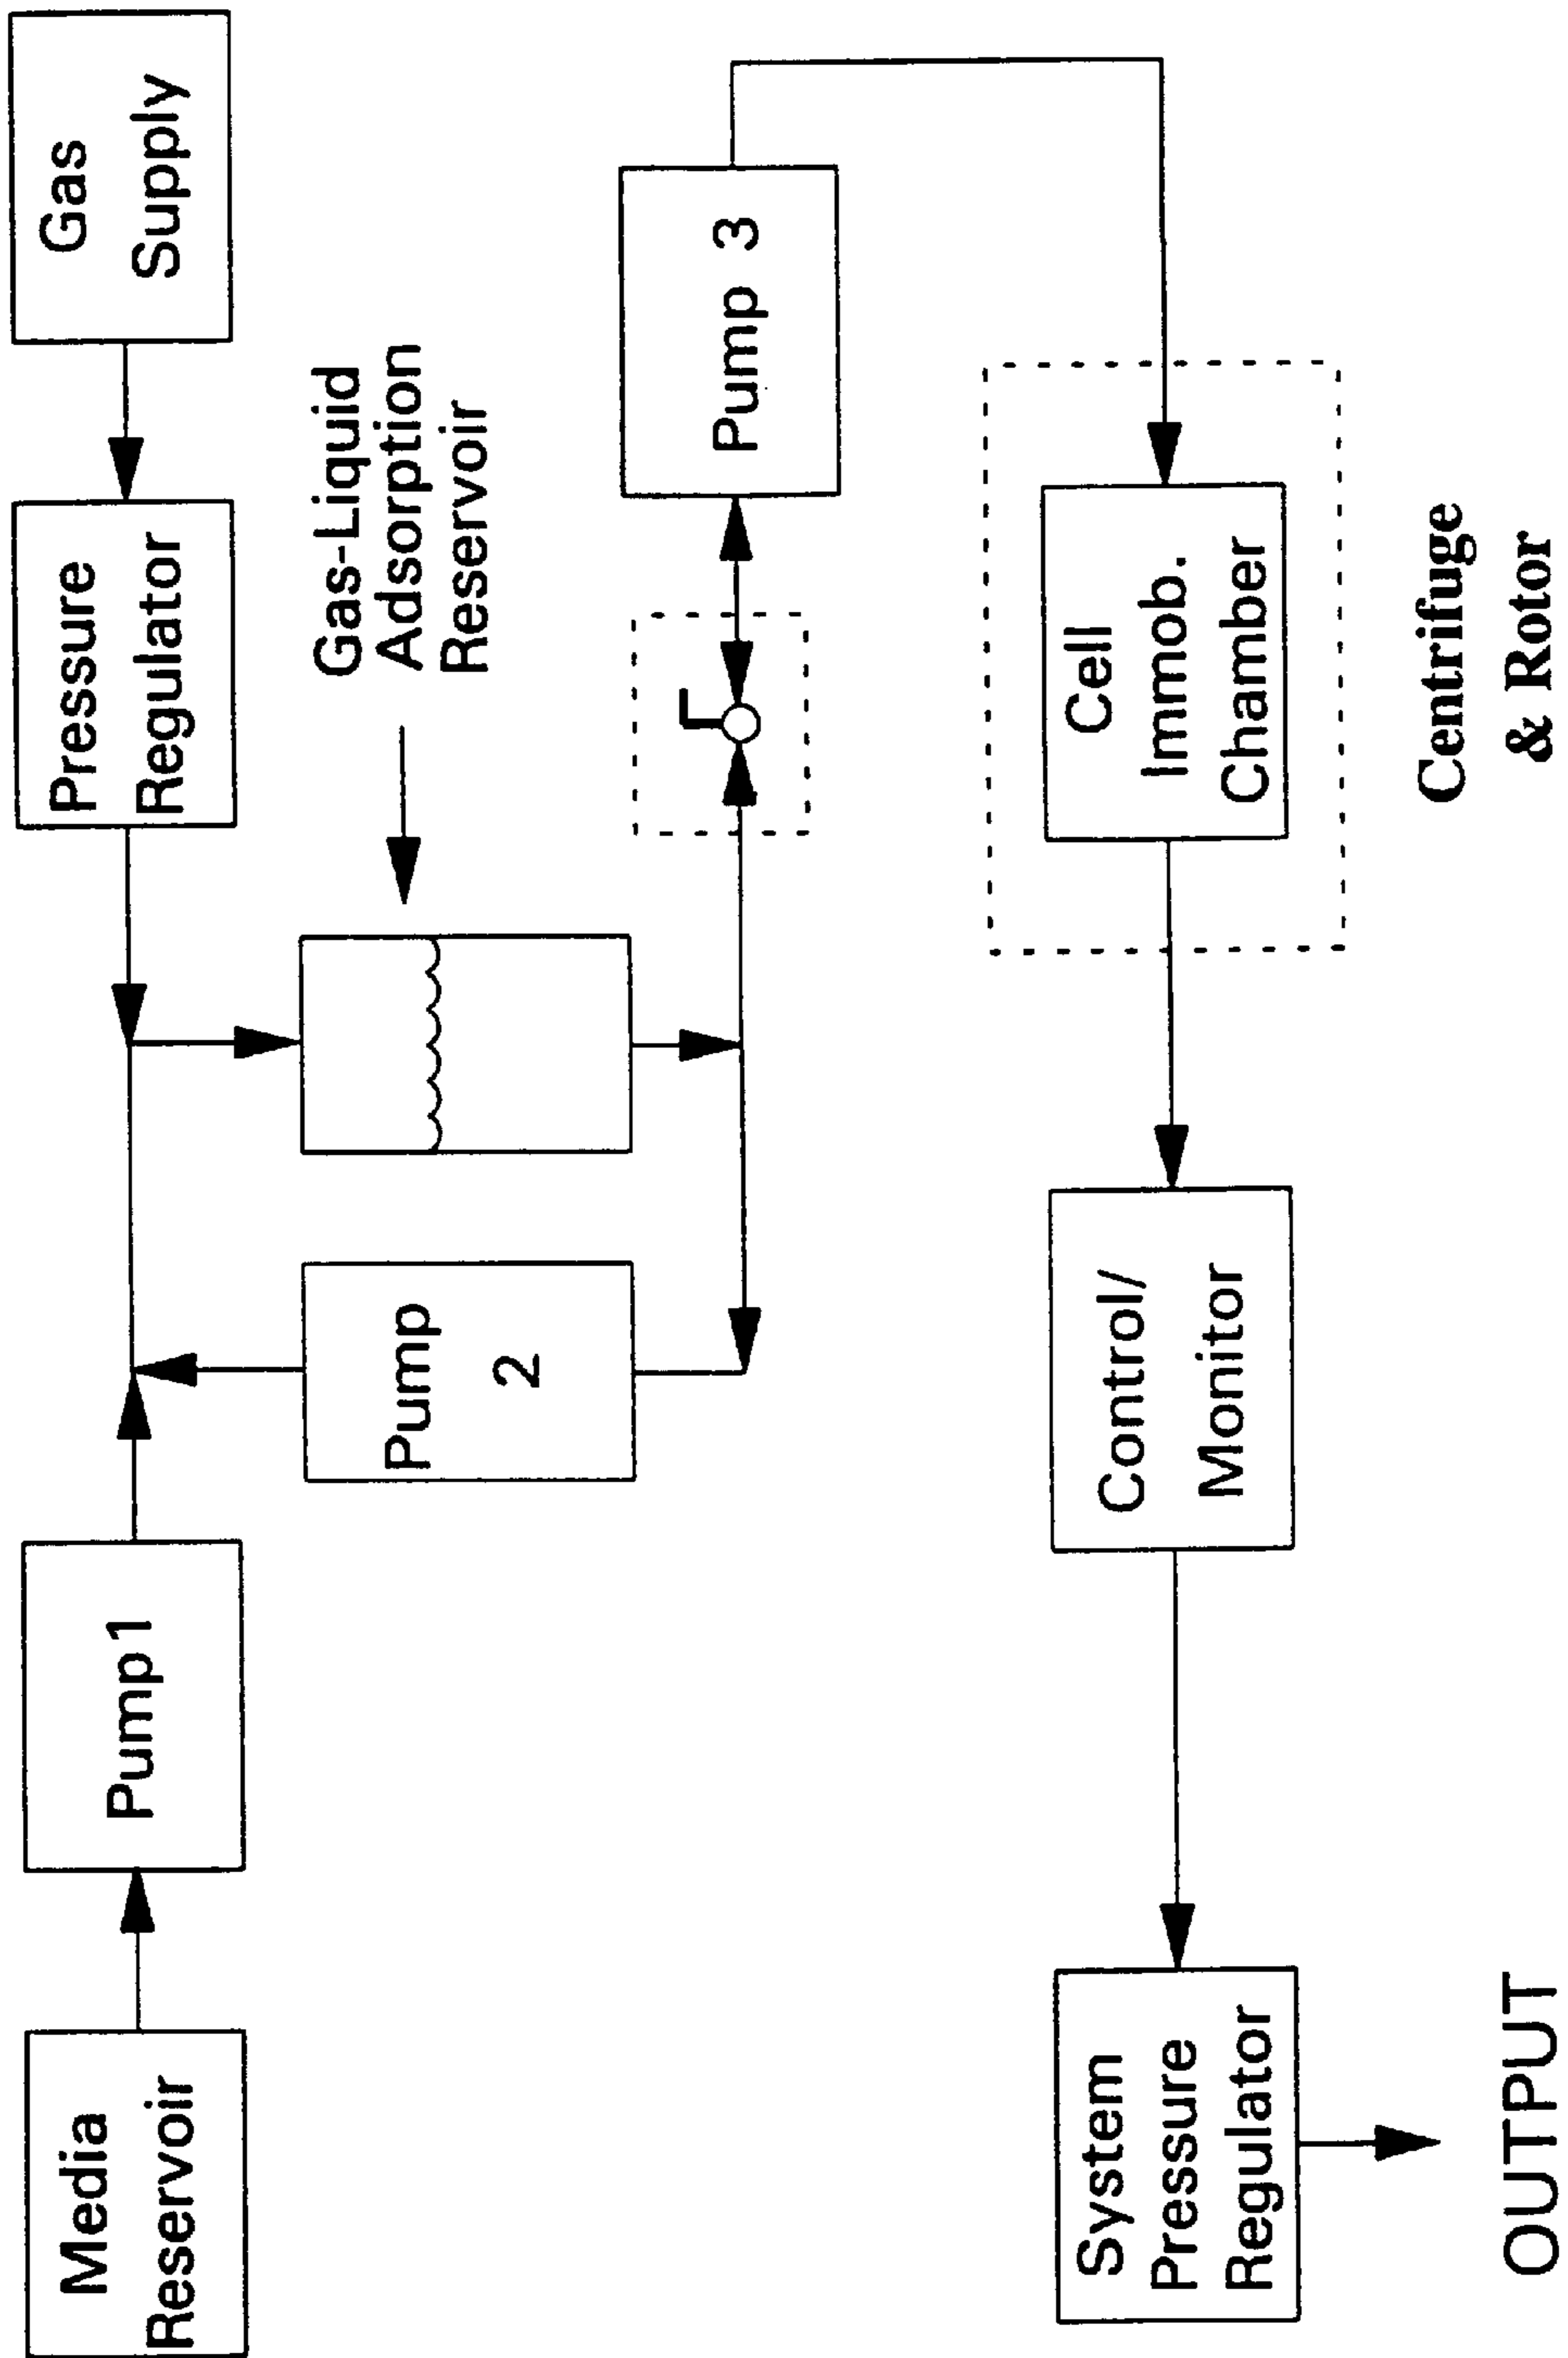 Media
Reservoir
Pump1
Pump
2
Pressure
Regulator
Gas
Supply
Gas-Liquid
Adsorption
Reservoir
Pump 3
System
Pressure
Regulator
Control/
Monitor
Cell
Immob.
Chamber
OUTPUT
Centrifuge
& Rotor